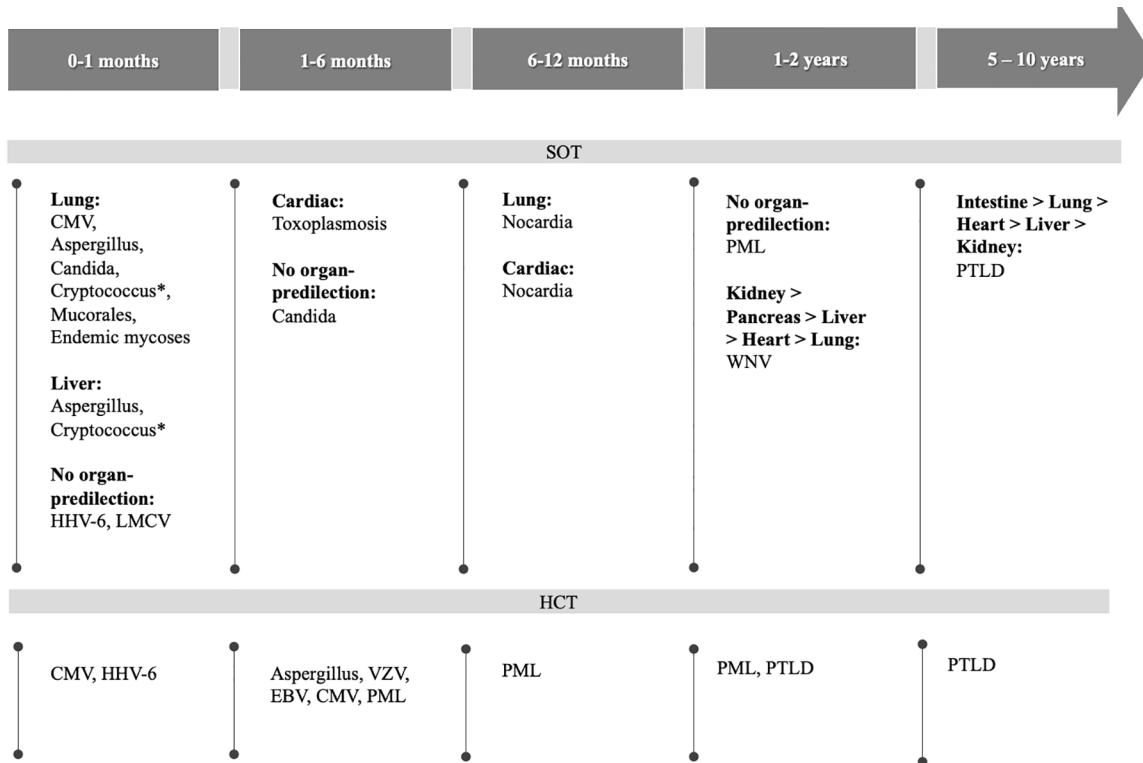 0-1 months
1-6 months
6-12 months
1-2 years
5 – 10 years
SOT
Lung:
CMV,
Aspergillus,
Candida,
Cryptococcus*,
Mucorales,
Endemic mycoses
Liver:
Aspergillus,
Cryptococcus*
No organ-
predilection:
HHV-6, LMCV
Cardiac:
Toxoplasmosis
No organ-
predilection:
Candida
Lung:
Nocardia
Cardiac:
Nocardia
No organ-
predilection:
PML
Kidney >
Pancreas > Liver
> Heart > Lung:
WNV
Intestine > Lung >
Heart > Liver >
Kidney:
PTLD
HCT
CMV, HHV-6
Aspergillus, VZV,
EBV, CMV, PML
PML
PML, PTLD
PTLD